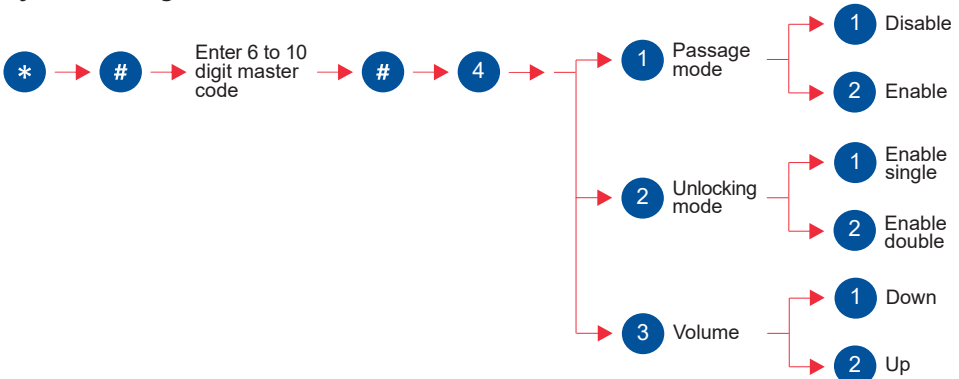 *
#
Enter 6 to 10
digit master
code
#
4
1
Passage
mode
1
Disable
2
Enable
2
Unlocking
mode
1
Enable
single
2
Enable
double
3
Volume
1
Down
2
Up